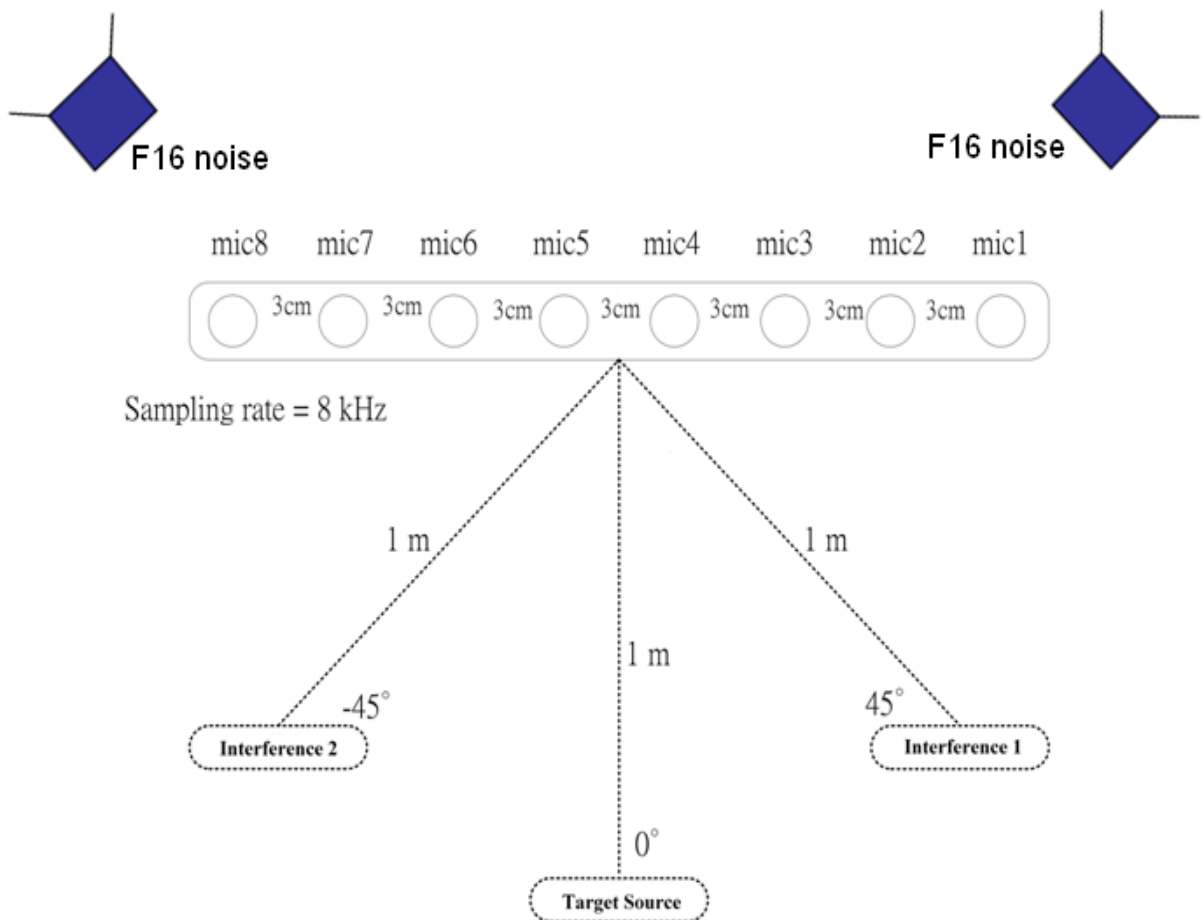 F16 noise
F16 noise
mic8 mic7 mic6 mic5 mic4 mic3 mic2 mic1
3cm 3cm 3cm 3cm 3cm 3cm 3cm
Sampling rate = 8 kHz
1 m 1 m
1 m
-45° 45°
Interference 2 Interference 1
0°
Target Source